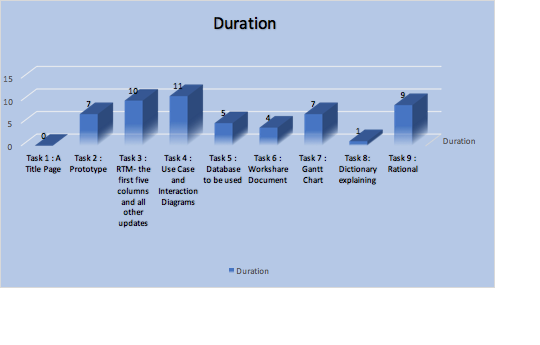 Duration
15
10
5
0
0
7
10
11
5
4
7
1
9
Task 1 : A
Title Page
Task 2 :
Prototype
Task 3 :
RTM- the
first five
columns
and all
other
updates
Task 4 :
Use Case
and
Interaction
Diagrams
Task 5 :
Database
to be used
Task 6 :
Workshare
Document
Task 7 :
Gantt
Chart
Task 8:
Dictionary
explaining
Task 9 :
Rational
Duration
Duration